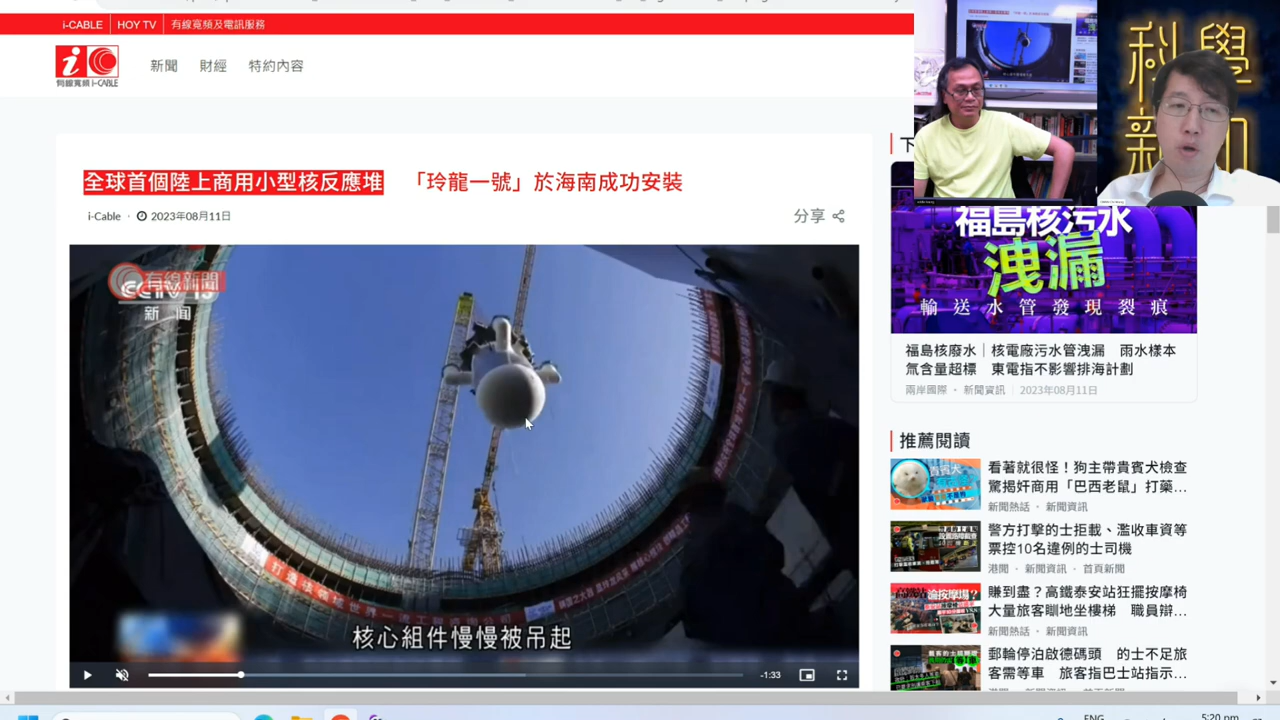 i-CABLE HOY TV 有線寬頻及電訊服務
有線寬頻 i-CABLE
新聞 財經 特約內容
全球首個陸上商用小型核反應堆 「玲龍一號」於海南成功安裝
i-Cable · 2023年08月11日
分享
有線新聞
CCTV 13
新聞
核心組件慢慢被吊起
-1:33
科學新知
下
福島核污水
洩漏
輸送水管發現裂痕
福島核廢水｜核電廠污水管洩漏 雨水樣本
氚含量超標 東電指不影響排海計劃
兩岸國際 · 新聞資訊 2023年08月11日
推薦閱讀
看著就很怪！狗主帶貴賓犬檢查
驚揭奸商用「巴西老鼠」打藥...
新聞熱話 · 新聞資訊
警方打擊的士拒載、濫收車資等
票控10名違例的士司機
港聞 · 新聞資訊 · 首頁新聞
賺到盡？高鐵泰安站狂擺按摩椅
大量旅客瞓地坐樓梯 職員辯...
新聞熱話 · 新聞資訊
郵輪停泊啟德碼頭 的士不足旅
客需等車 旅客指巴士站指示...
ENG
5:20 pm